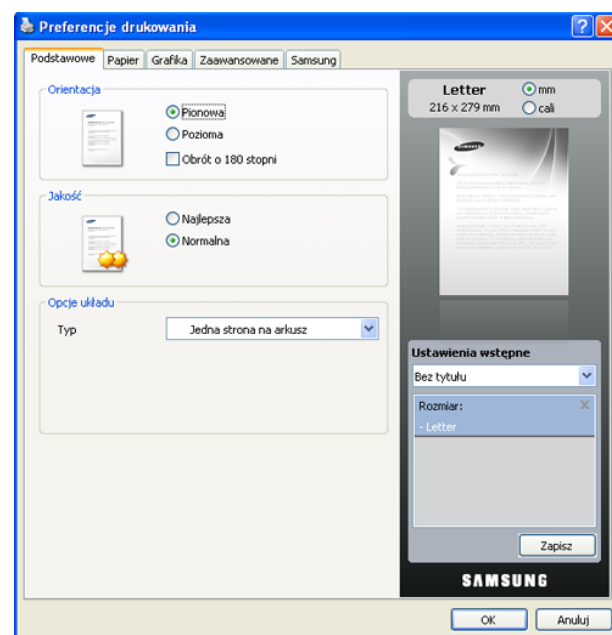 Preferencje drukowania
Podstawowe Papier Grafika Zaawansowane Samsung
Orientacja
Pionowa
Pozioma
Obrót o 180 stopni
Jakość
Najlepsza
Normalna
Opcje układu
Typ Jedna strona na arkusz
Letter
216 x 279 mm
mm
cali
SAMSUNG
Ustawienia wstępne
Bez tytułu
Rozmiar:
- Letter
Zapisz
SAMSUNG
OK Anuluj